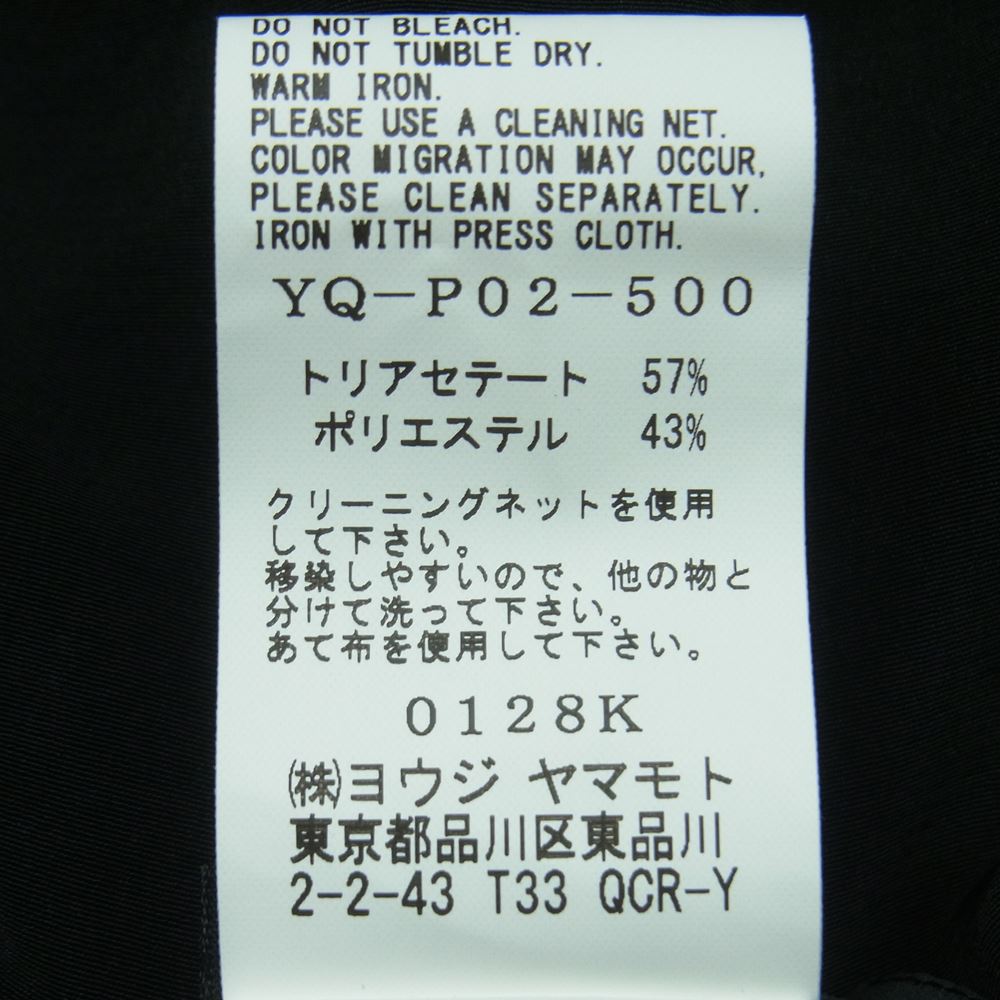 DO NOT BLEACH.
DO NOT TUMBLE DRY.
WARM IRON.
PLEASE USE A CLEANING NET.
COLOR MIGRATION MAY OCCUR,
PLEASE CLEAN SEPARATELY.
IRON WITH PRESS CLOTH.
YQ-P02-500
トリアセテート 57%
ポリエステル 43%
クリーニングネットを使用
して下さい。
移染しやすいので、他の物と
分けて洗って下さい。
あて布を使用して下さい。
0128K
㈱ヨウジ ヤマモト
東京都品川区東品川
2-2-43 T33 QCR-Y